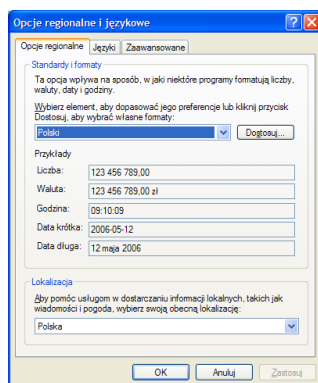 Opcje regionalne i językowe
Opcje regionalne Języki Zaawansowane
Standardy i formaty
Ta opcja wpływa na sposób, w jaki niektóre programy formatują liczby,
waluty, daty i godziny.
Wybierz element, aby dopasować jego preferencje lub kliknij przycisk
Dostosuj, aby wybrać własne formaty:
Polski Dostosuj...
Przykłady
Liczba: 123 456 789,00
Waluta: 123 456 789,00 zł
Godzina: 09:10:09
Data krótka: 2006-05-12
Data długa: 12 maja 2006
Lokalizacja
Aby pomóc usługom w dostarczaniu informacji lokalnych, takich jak
wiadomości i pogoda, wybierz swoją obecną lokalizację:
Polska
OK Anuluj Zastosuj